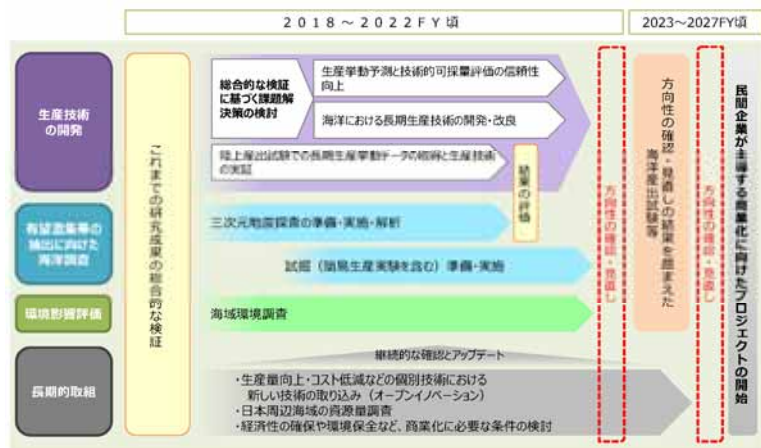 2018~2022FY頃
2023~2027FY頃
生産技術
の開発
有望濃集帯の
抽出に向けた
海洋調査
環境影響評価
長期的取組
これまでの研究成果の総合的な検証
総合的な検証
に基づく課題解
決策の検討
生産挙動予測と技術的可採量評価の信頼性
向上
海洋における長期生産技術の開発・改良
陸上産出試験での長期生産挙動データの取得と生産技術
の実証
結果の評価
三次元地震探査の準備・実施・解析
試掘(簡易生産実験を含む)準備・実施
海域環境調査
継続的な確認とアップデート
・生産量向上・コスト低減などの個別技術における
新しい技術の取り込み(オープンイノベーション)
・日本周辺海域の資源量調査
・経済性の確保や環境保全など、商業化に必要な条件の検討
方向性の確認・見直し
方向性の確認・見直しの結果を踏まえた
海洋産出試験等
方向性の確認・見直し
民間企業が主導する商業化に向けたプロジェクトの開始